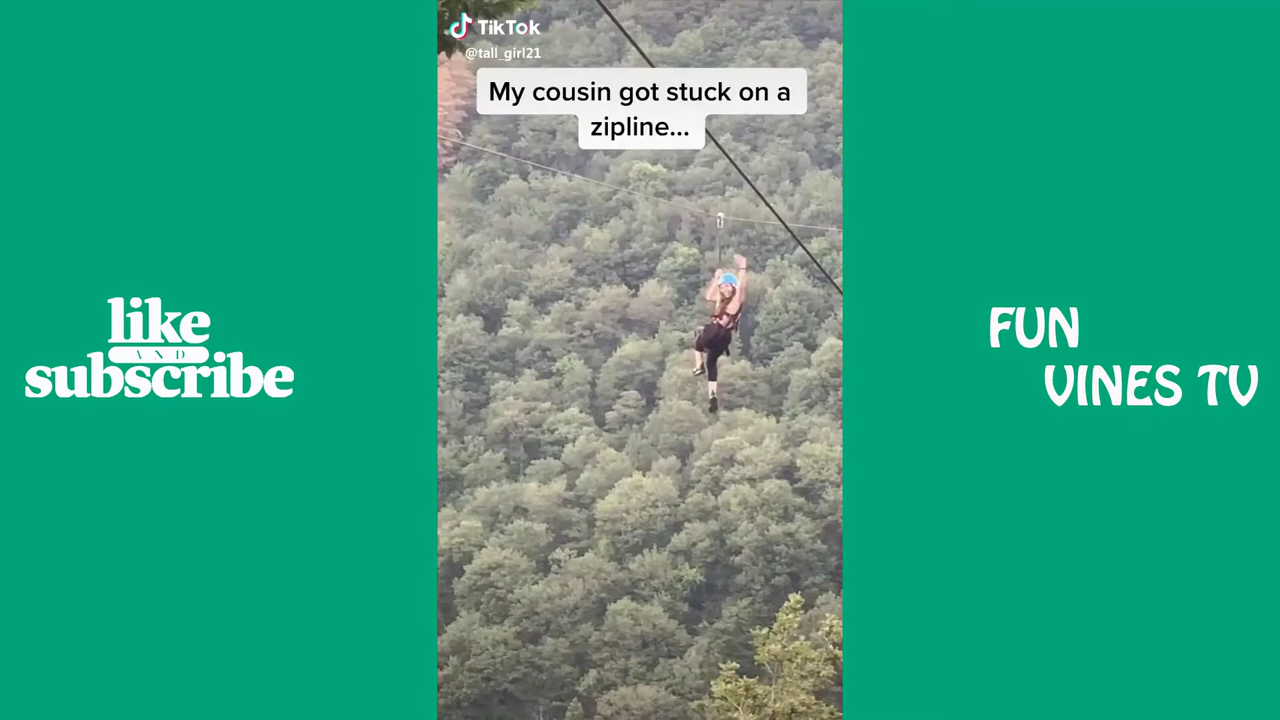 TikTok
@tall_girl21
My cousin got stuck on a
zipline...
like
AND
subscribe
FUN
VINES TV